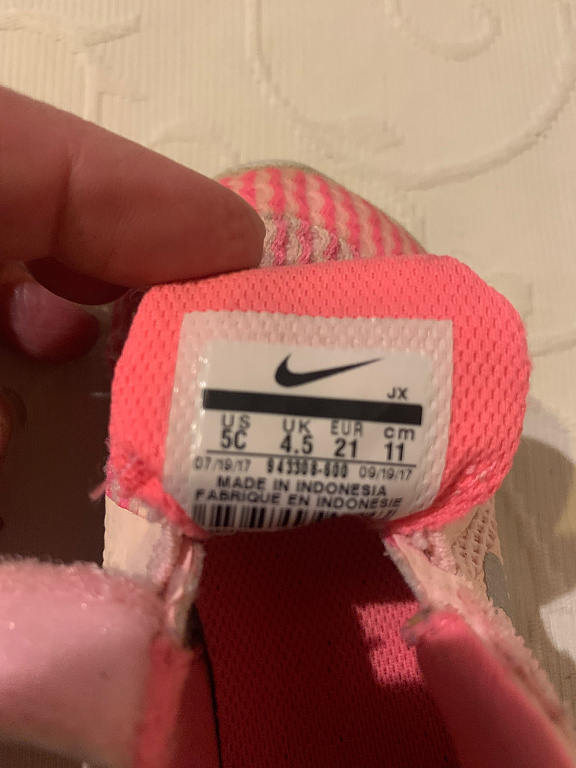 JX
US UK EUR cm
5C 4.5 21 11
07/19/17 943308-600 09/19/17
MADE IN INDONESIA
FABRIQUE EN INDONESIE